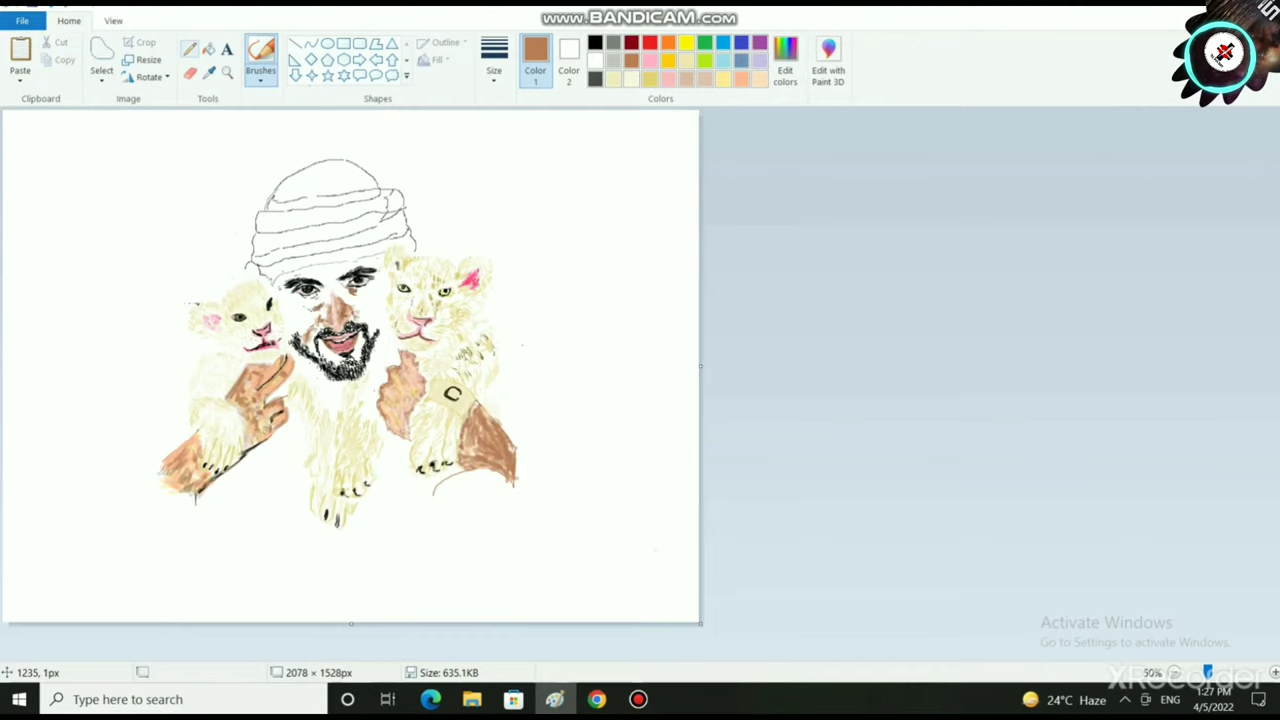 www.BANDICAM.com
File
Home
View
Paste
Cut
Copy
Clipboard
Select
Crop
Resize
Rotate
Image
A
Tools
Brushes
Outline
Fill
Shapes
Size
Color
1
Color
2
Edit
colors
Edit with
Paint 3D
Colors
C
Activate Windows
Go to Settings to activate Windows.
1235, 1px
2078 × 1528px
Size: 635.1KB
XRecorder
Type here to search
24°C Haze
ENG
1:27 PM
4/5/2022